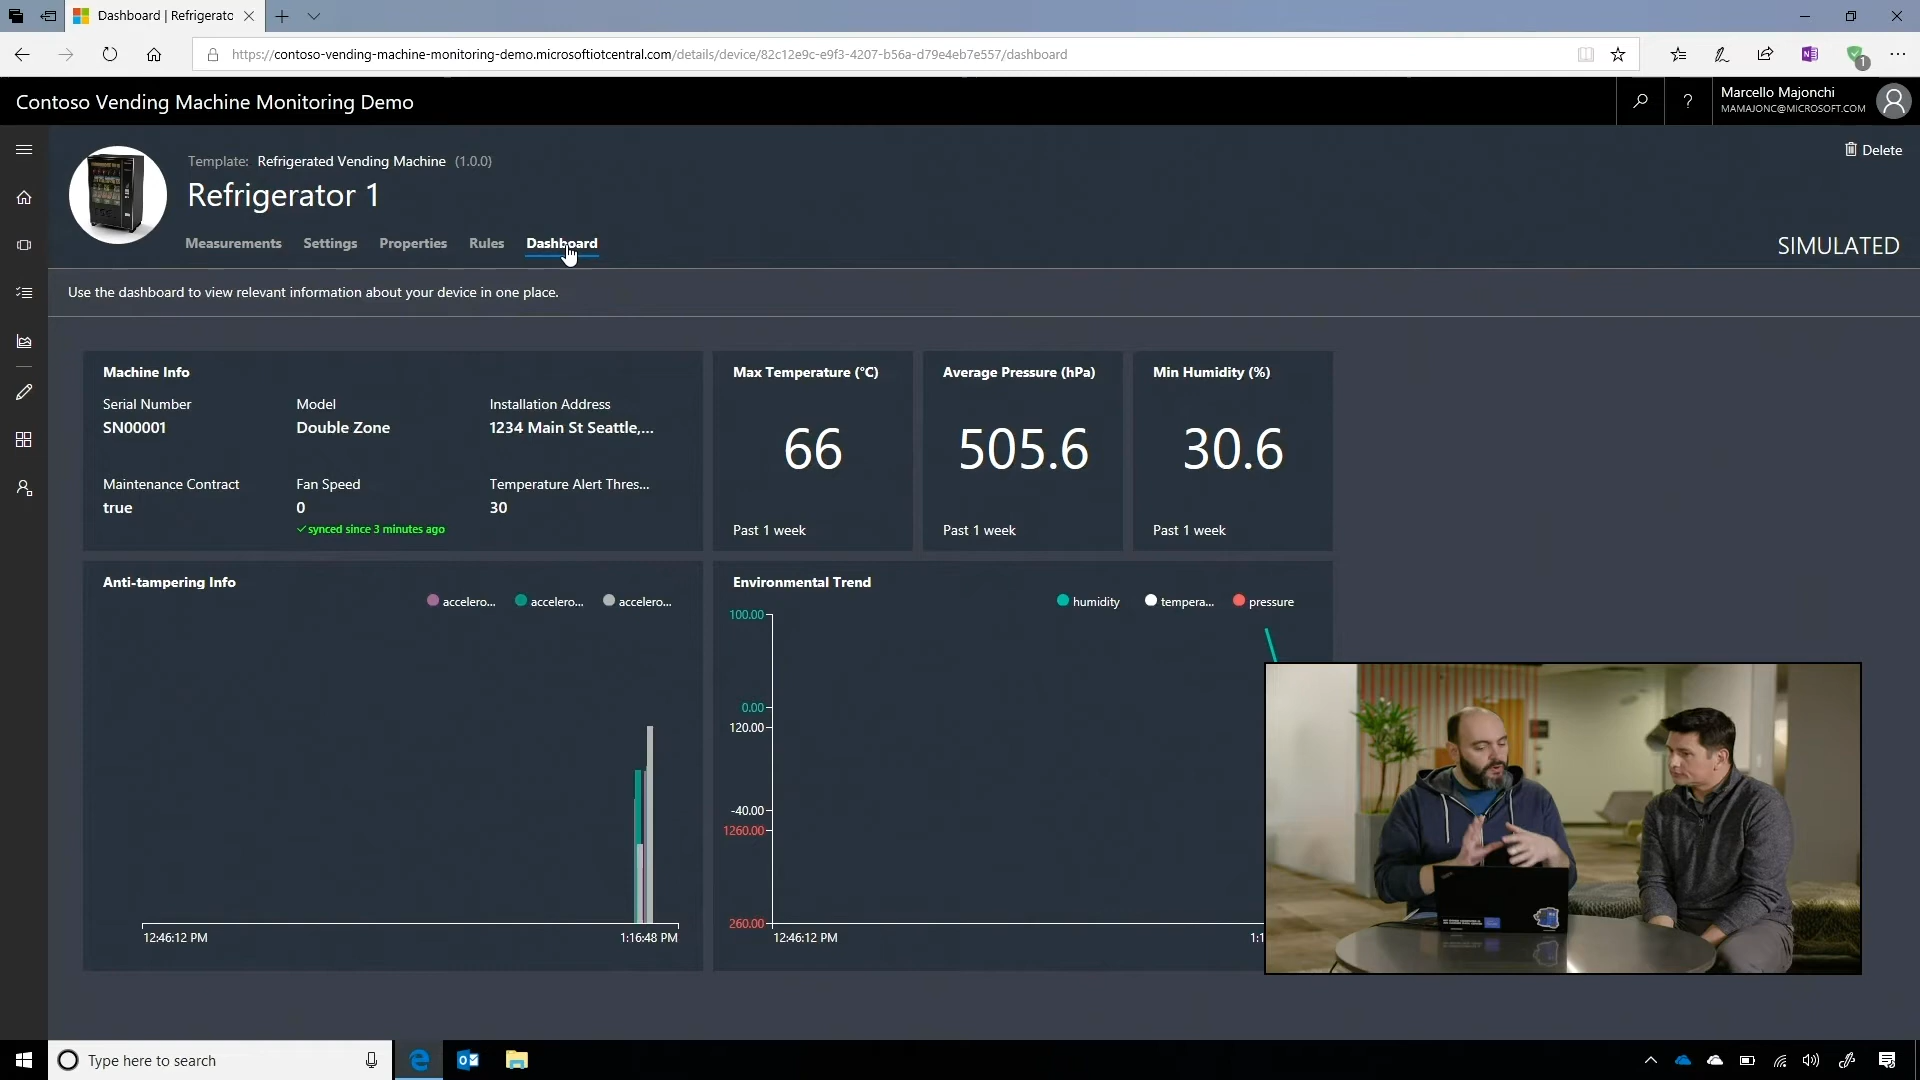 Dashboard | Refrigerato
https://contoso-vending-machine-monitoring-demo.microsoftiotcentral.com/details/device/82c12e9c-e9f3-4207-b56a-d79e4eb7e557/dashboard
1
Contoso Vending Machine Monitoring Demo
?
Marcello Majonchi
MAMAJONC@MICROSOFT.COM
Template: Refrigerated Vending Machine (1.0.0)
Delete
Refrigerator 1
Measurements Settings Properties Rules Dashboard
SIMULATED
Use the dashboard to view relevant information about your device in one place.
Machine Info
Serial Number Model Installation Address
SN00001 Double Zone 1234 Main St Seattle,...
Maintenance Contract Fan Speed Temperature Alert Thres...
true 0 30
synced since 3 minutes ago
Max Temperature (°C)
66
Past 1 week
Average Pressure (hPa)
505.6
Past 1 week
Min Humidity (%)
30.6
Past 1 week
Anti-tampering Info
accelero... accelero... accelero...
12:46:12 PM 1:16:48 PM
Environmental Trend
humidity tempera... pressure
100.00
0.00
120.00
-40.00
1260.00
260.00
12:46:12 PM 1:1
Type here to search